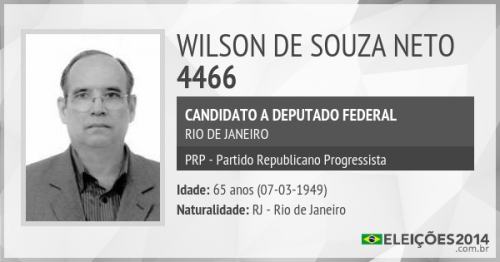 WILSON DE SOUZA NETO
4466
CANDIDATO A DEPUTADO FEDERAL
RIO DE JANEIRO
PRP - Partido Republicano Progressista
Idade: 65 anos (07-03-1949)
Naturalidade: RJ - Rio de Janeiro
ELEIÇÕES2014
.com.br